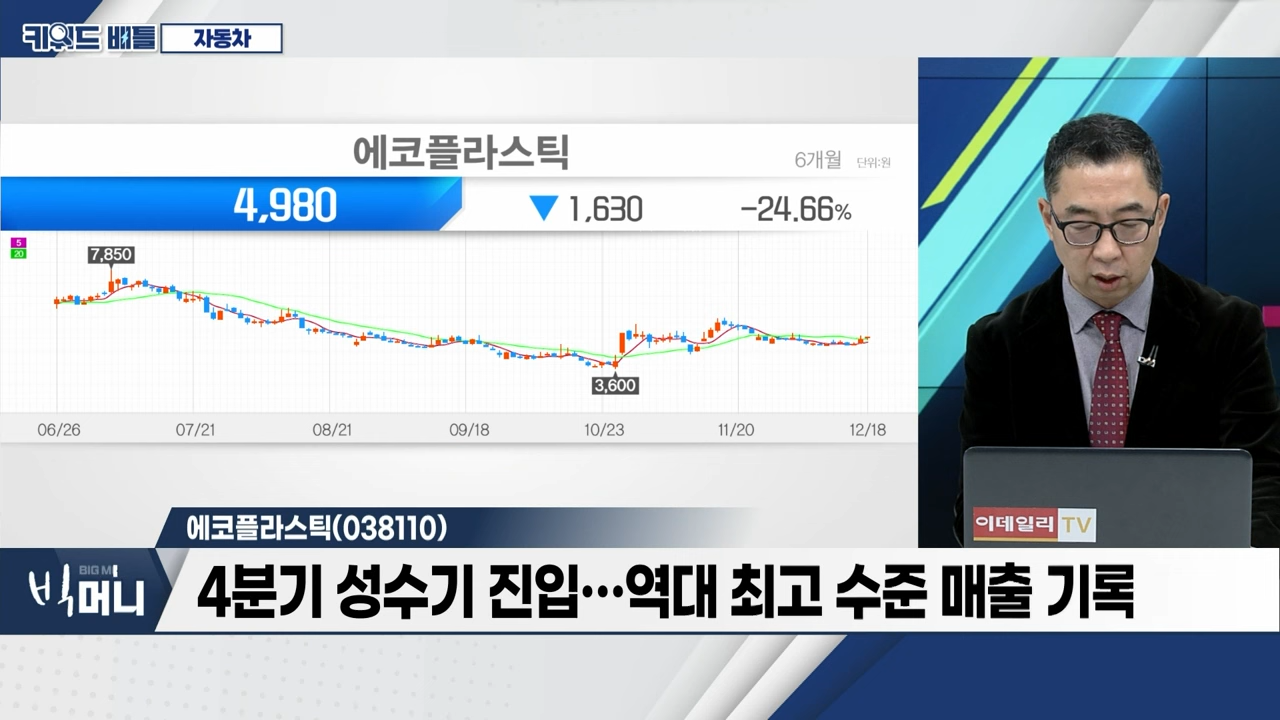 키워드 배틀 자동차
에코플라스틱
6개월 단위:원
4,980 ▼ 1,630 -24.66%
5
20
7,850
3,600
06/26 07/21 08/21 09/18 10/23 11/20 12/18
이데일리 TV
에코플라스틱(038110)
BIG M
빅머니
4분기 성수기 진입…역대 최고 수준 매출 기록